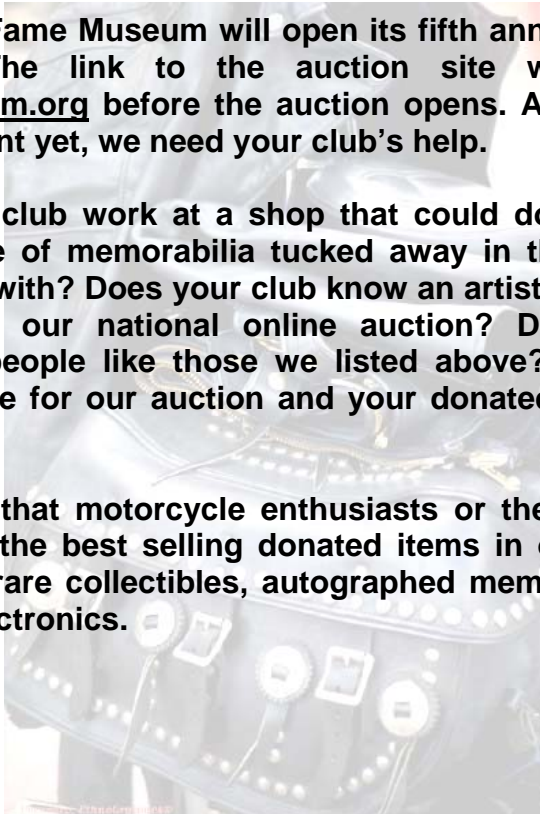 Fame Museum will open its fifth ann
The link to the auction site w
m.org before the auction opens. A
nt yet, we need your club's help.
club work at a shop that could do
e of memorabilia tucked away in th
with? Does your club know an artist
our national online auction? D
people like those we listed above?
e for our auction and your donated
that motorcycle enthusiasts or the
the best selling donated items in
rare collectibles, autographed mem
ctronics.